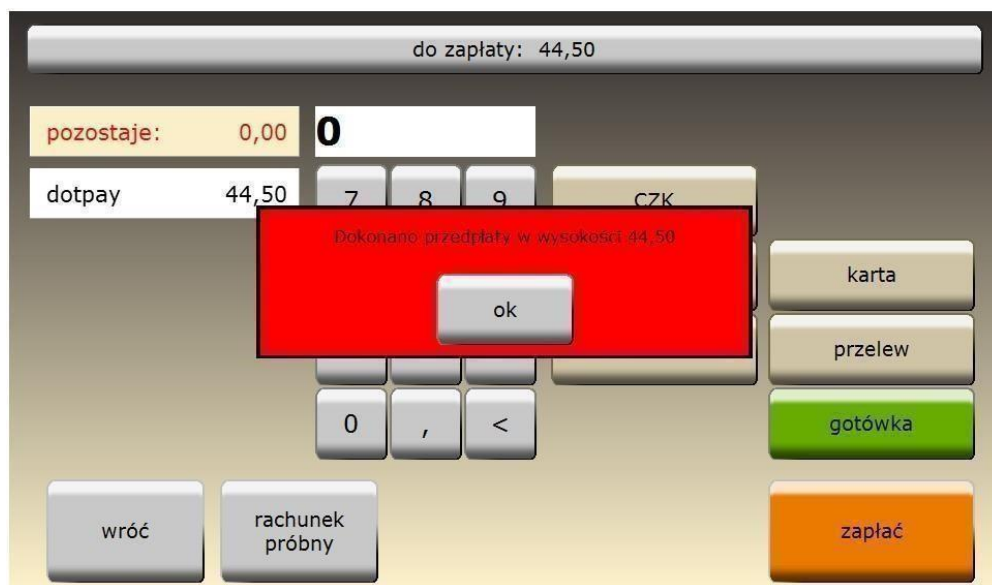 do zapłaty: 44,50
pozostaje: 0,00
0
dotpay 44,50
7 8 9
CZK
Dokonano przedpłaty w wysokości 44,50
ok
karta
przelew
0 , <
gotówka
wróć
rachunek
próbny
zapłać